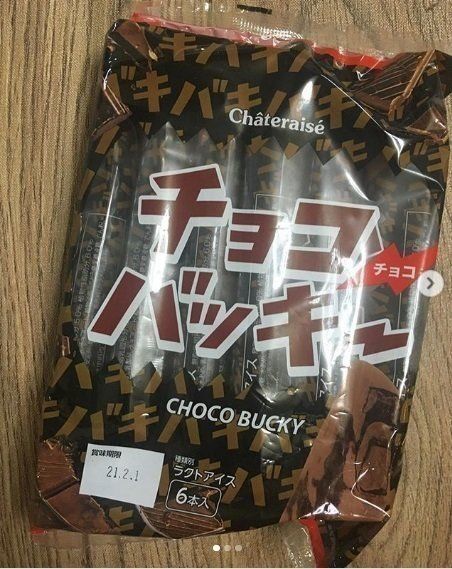 Châteraisé
チョコ
バッキー
チョコ
CHOCO BUCKY
賞味期限
21.2.1
種類別
ラクトアイス
6本入